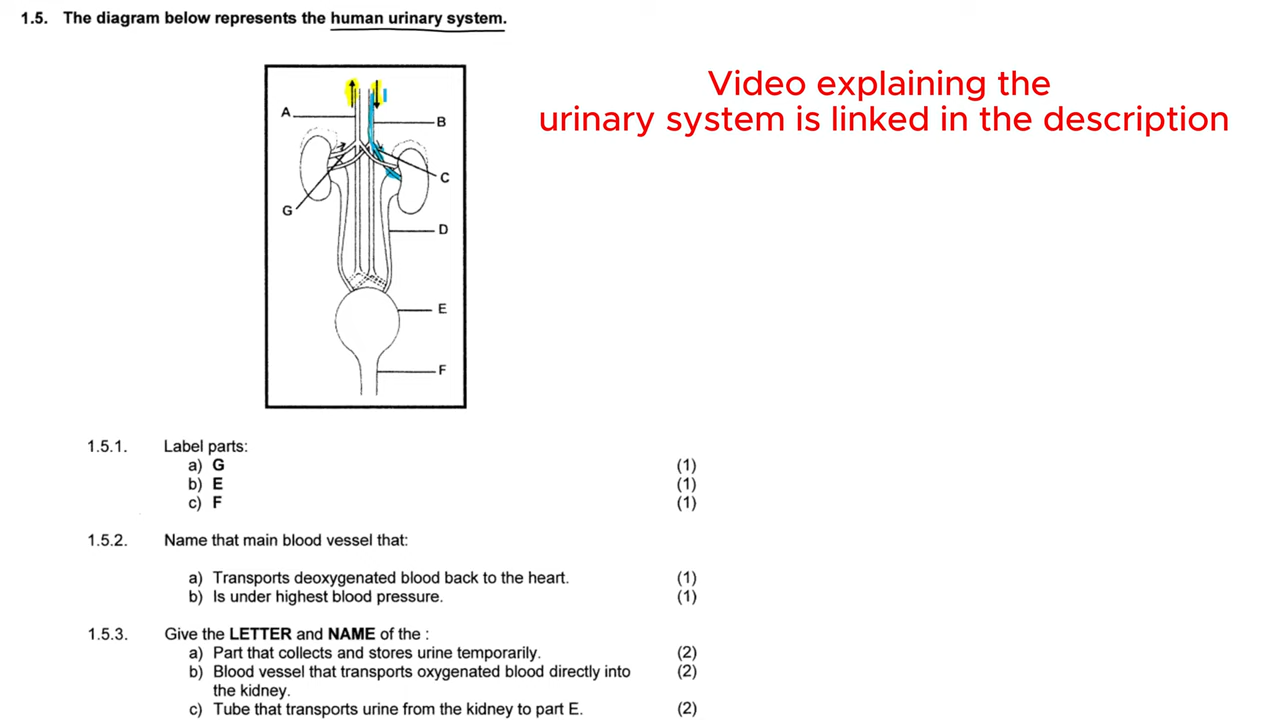 1.5. The diagram below represents the human urinary system.
Video explaining the
urinary system is linked in the description
A
B
C
G
D
E
F
1.5.1. Label parts:
a) G (1)
b) E (1)
c) F (1)
1.5.2. Name that main blood vessel that:
a) Transports deoxygenated blood back to the heart. (1)
b) Is under highest blood pressure. (1)
1.5.3. Give the LETTER and NAME of the :
a) Part that collects and stores urine temporarily. (2)
b) Blood vessel that transports oxygenated blood directly into (2)
the kidney.
c) Tube that transports urine from the kidney to part E. (2)